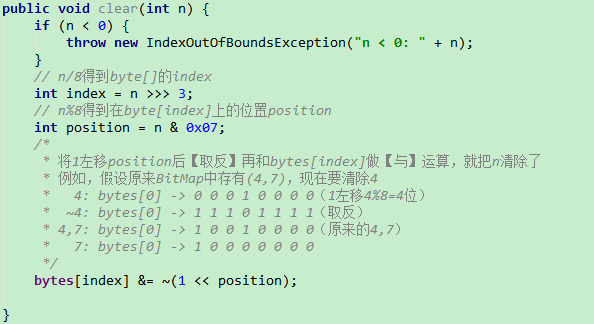 public void clear(int n) {
    if (n < 0) {
        throw new IndexOutOfBoundsException("n < 0: " + n);
    }
    // n/8得到byte[]的index
    int index = n >>> 3;
    // n%8得到在byte[index]上的位置position
    int position = n & 0x07;
    /*
     * 将1左移position后【取反】再和bytes[index]做【与】运算，就把n清除了
     * 例如，假设原来BitMap中存有(4,7)，现在要清除4
     *   4: bytes[0] -> 0 0 0 1 0 0 0 0（1左移4%8=4位）
     *  ~4: bytes[0] -> 1 1 1 0 1 1 1 1（取反）
     * 4,7: bytes[0] -> 1 0 0 1 0 0 0 0（原来的4,7）
     *   7: bytes[0] -> 1 0 0 0 0 0 0 0
     */
    bytes[index] &= ~(1 << position);
}